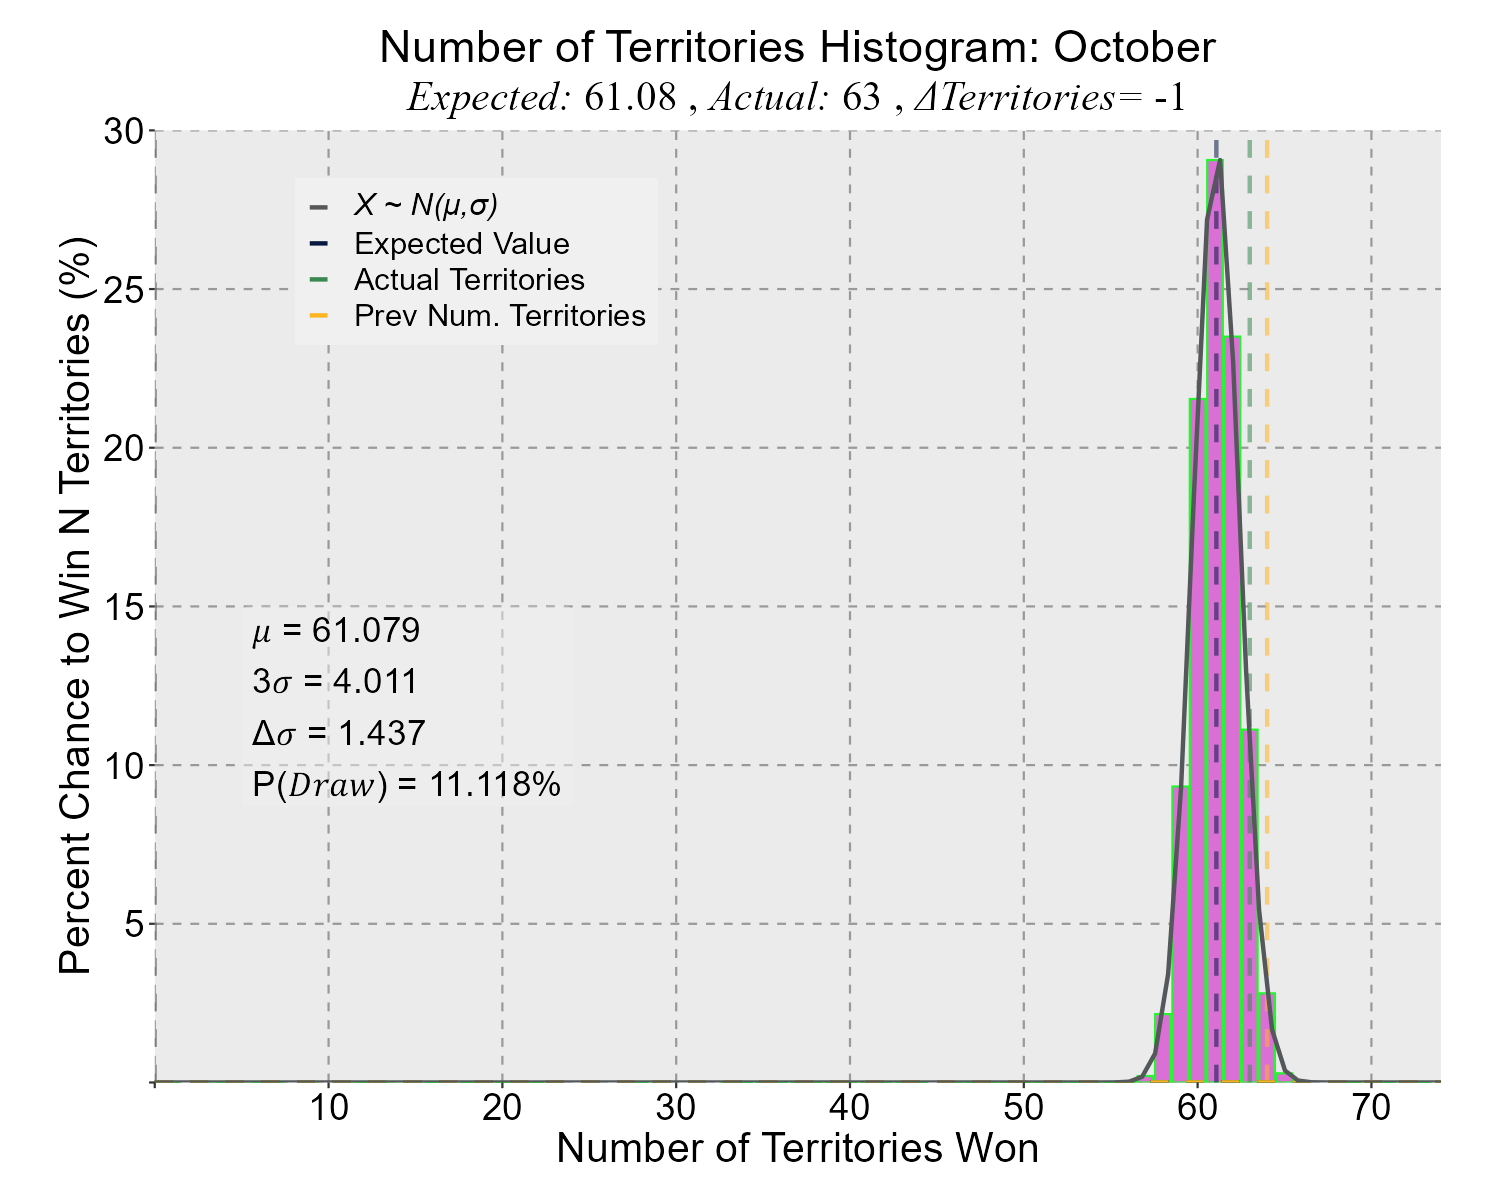 Number of Territories Histogram: October
Expected: 61.08 , Actual: 63 , ΔTerritories= -1
Percent Chance to Win N Territories (%)
30
25
20
15
10
5
X ~ N(μ,σ)
Expected Value
Actual Territories
Prev Num. Territories
μ = 61.079
3σ = 4.011
Δσ = 1.437
P(Draw) = 11.118%
10 20 30 40 50 60 70
Number of Territories Won